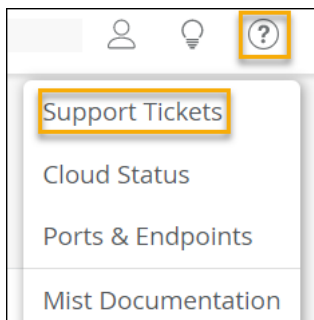 ?
Support Tickets
Cloud Status
Ports & Endpoints
Mist Documentation